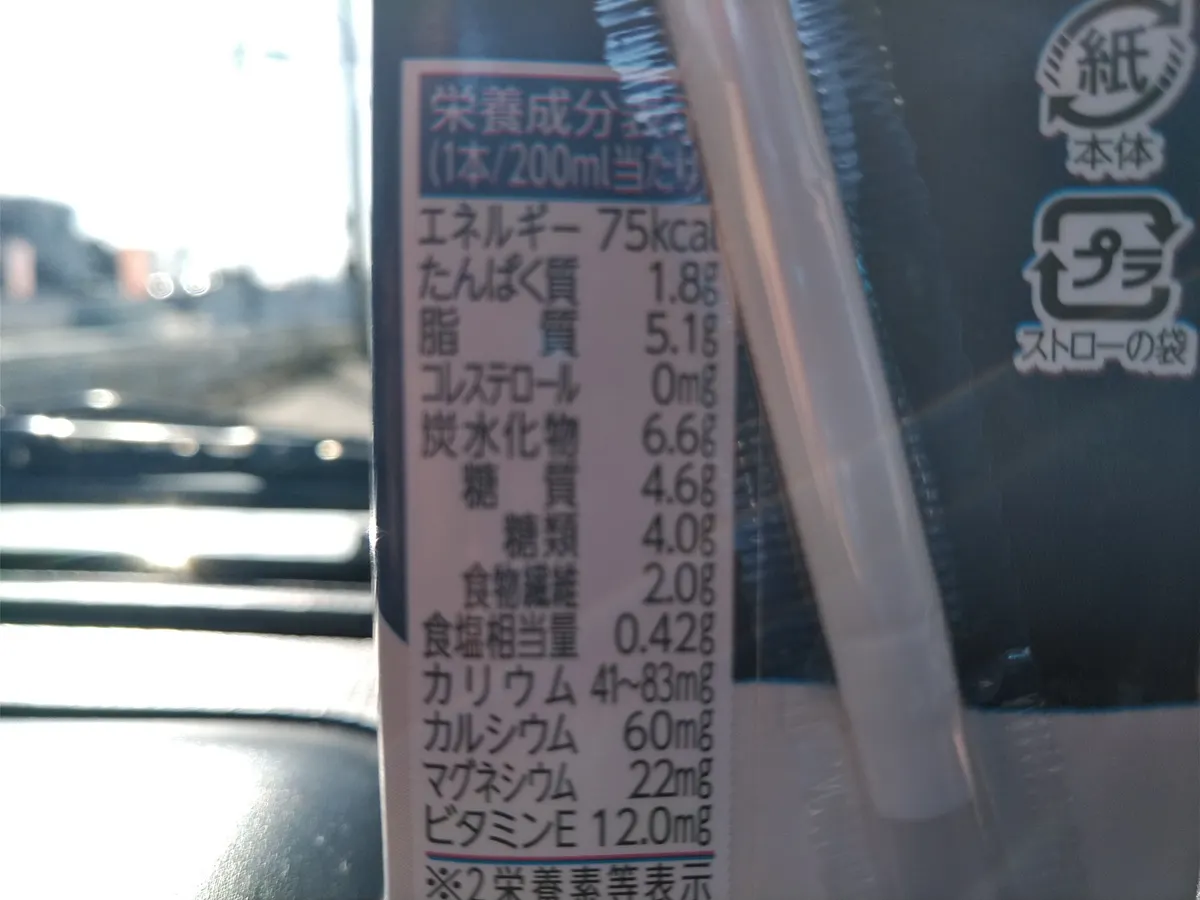 栄養成分表示
(1本/200ml当たり
エネルギー 75kcal
たんぱく質 1.8g
脂質 5.1g
コレステロール 0mg
炭水化物 6.6g
糖質 4.6g
糖類 4.0g
食物繊維 2.0g
食塩相当量 0.42g
カリウム 41~83mg
カルシウム 60mg
マグネシウム 22mg
ビタミンE 12.0mg
※2栄養素等表示
紙
本体
プラ
ストローの袋